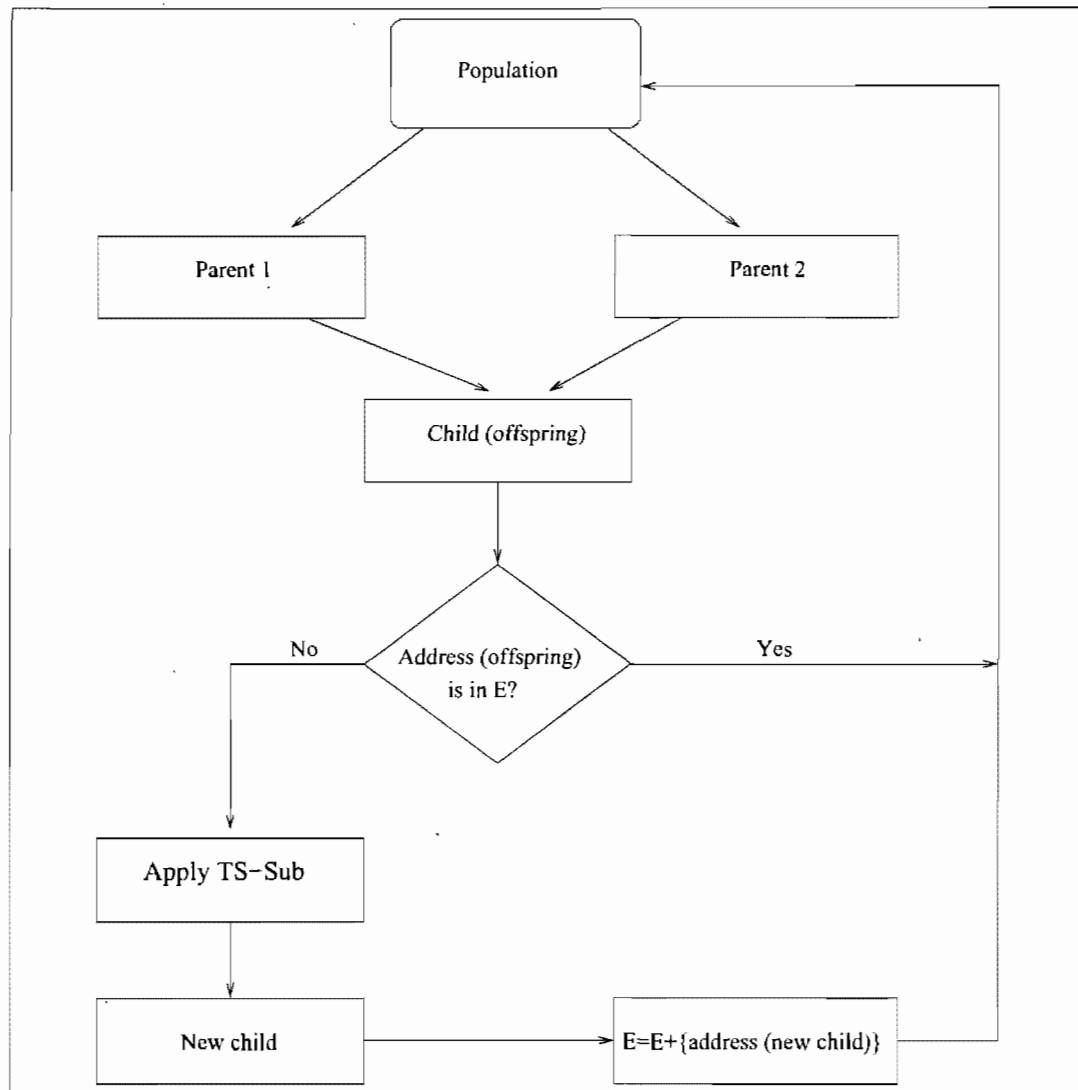 Population
Parent 1
Parent 2
Child (offspring)
No
Address (offspring)
is in E?
Yes
Apply TS-Sub
New child
E=E+{address (new child)}